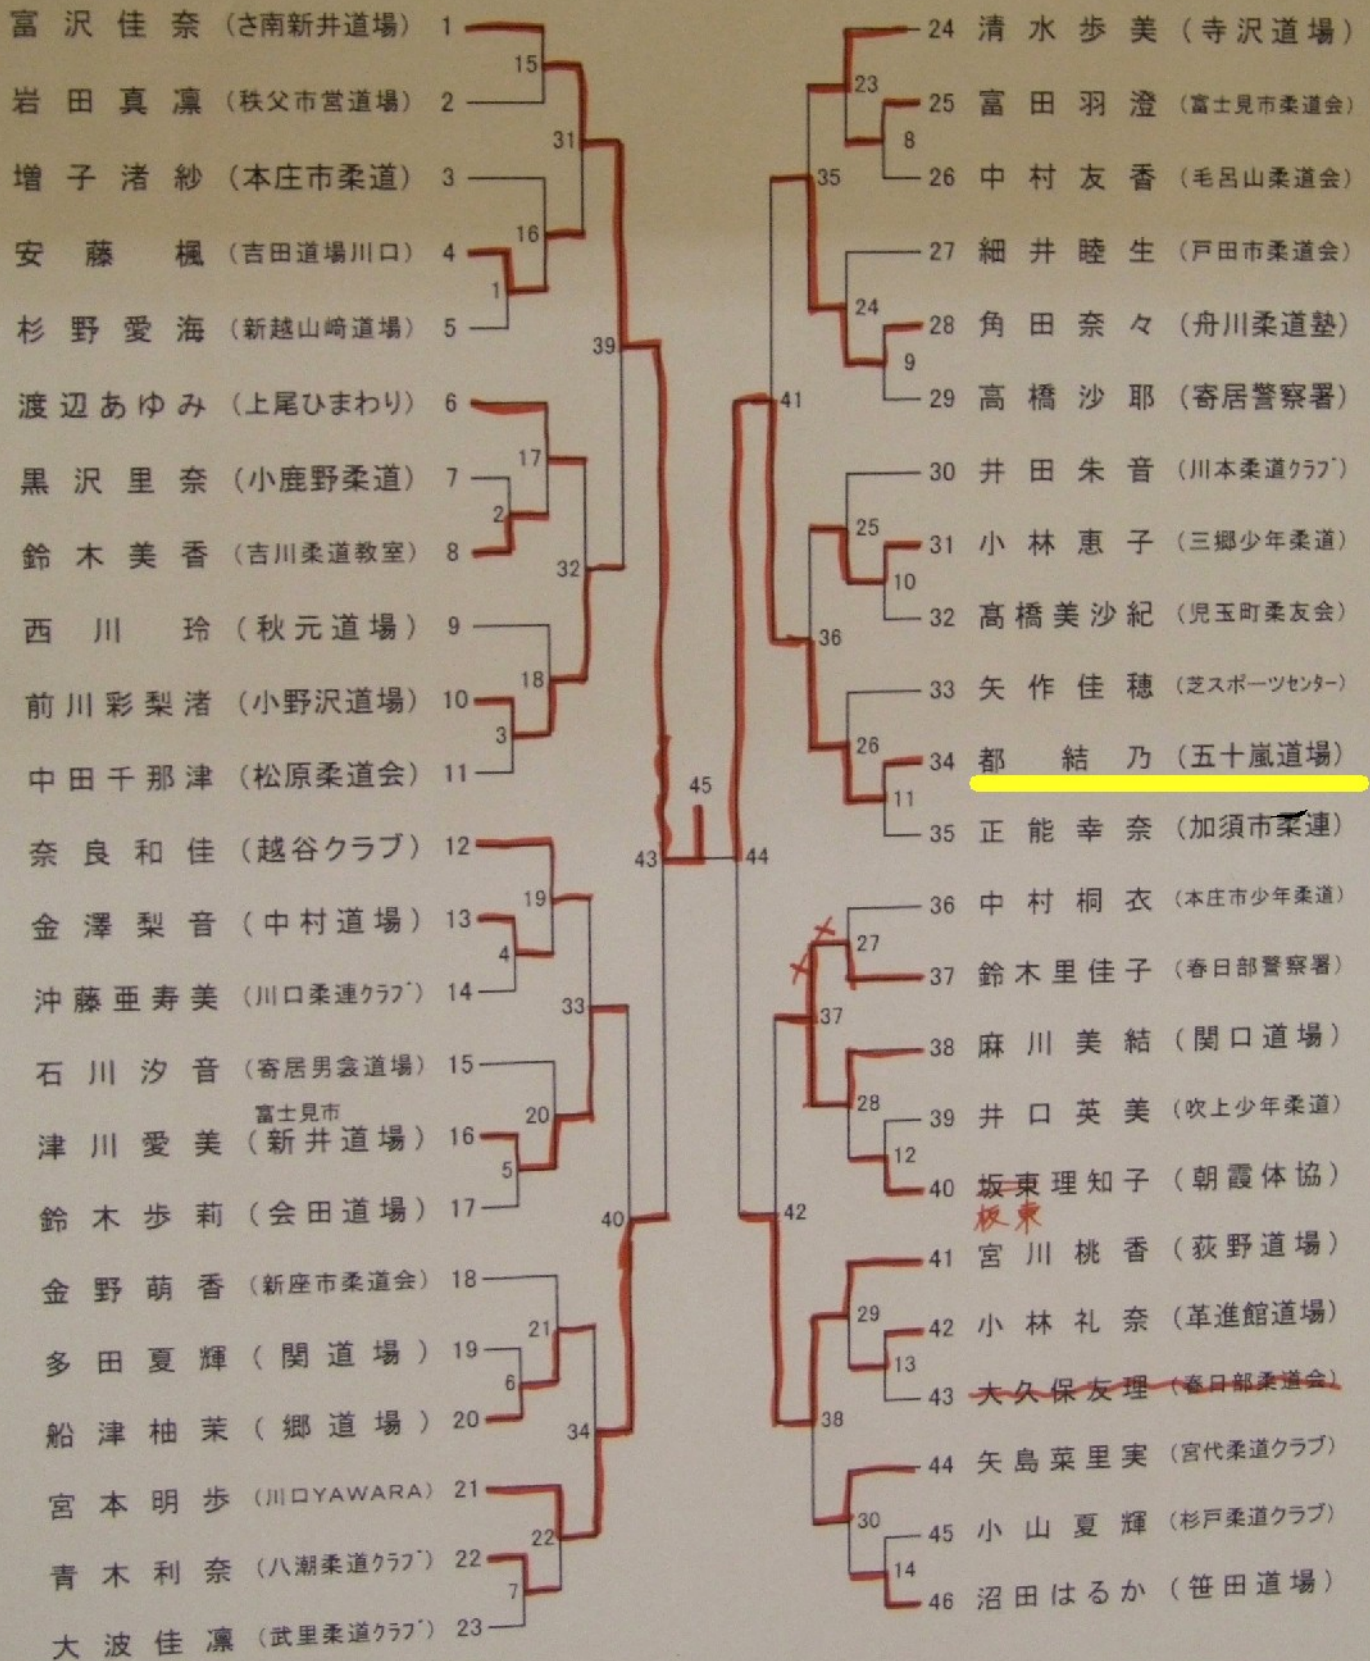 富沢佳奈 (さ南新井道場) 1
岩田真凛 (秩父市営道場) 2
増子渚紗 (本庄市柔道) 3
安藤楓 (吉田道場川口) 4
杉野愛海 (新越山﨑道場) 5
渡辺あゆみ (上尾ひまわり) 6
黒沢里奈 (小鹿野柔道) 7
鈴木美香 (吉川柔道教室) 8
西川玲 (秋元道場) 9
前川彩梨渚 (小野沢道場) 10
中田千那津 (松原柔道会) 11
奈良和佳 (越谷クラブ) 12
金澤梨音 (中村道場) 13
沖藤亜寿美 (川口柔連クラブ) 14
石川汐音 (寄居男衾道場) 15
富士見市
津川愛美 (新井道場) 16
鈴木歩莉 (会田道場) 17
金野萌香 (新座市柔道会) 18
多田夏輝 (関道場) 19
船津柚茉 (郷道場) 20
宮本明歩 (川口YAWARA) 21
青木利奈 (八潮柔道クラブ) 22
大波佳凛 (武里柔道クラブ) 23
15
31
16
1
39
17
2
32
18
3
45
43
19
4
33
20
5
40
21
6
34
22
7
24 清水歩美 (寺沢道場)
25 富田羽澄 (富士見市柔道会)
26 中村友香 (毛呂山柔道会)
27 細井睦生 (戸田市柔道会)
28 角田奈々 (舟川柔道塾)
29 高橋沙耶 (寄居警察署)
30 井田朱音 (川本柔道クラブ)
31 小林恵子 (三郷少年柔道)
32 髙橋美沙紀 (児玉町柔友会)
33 矢作佳穂 (芝スポーツセンター)
34 都結乃 (五十嵐道場)
35 正能幸奈 (加須市柔連)
36 中村桐衣 (本庄市少年柔道)
37 鈴木里佳子 (春日部警察署)
38 麻川美結 (関口道場)
39 井口英美 (吹上少年柔道)
40 坂東理知子 (朝霞体協)
板東
41 宮川桃香 (荻野道場)
42 小林礼奈 (革進館道場)
43 大久保友理 (春日部柔道会)
44 矢島菜里実 (宮代柔道クラブ)
45 小山夏輝 (杉戸柔道クラブ)
46 沼田はるか (笹田道場)
23
8
35
24
9
41
25
10
36
26
11
44
27
37
28
12
42
29
13
38
30
14